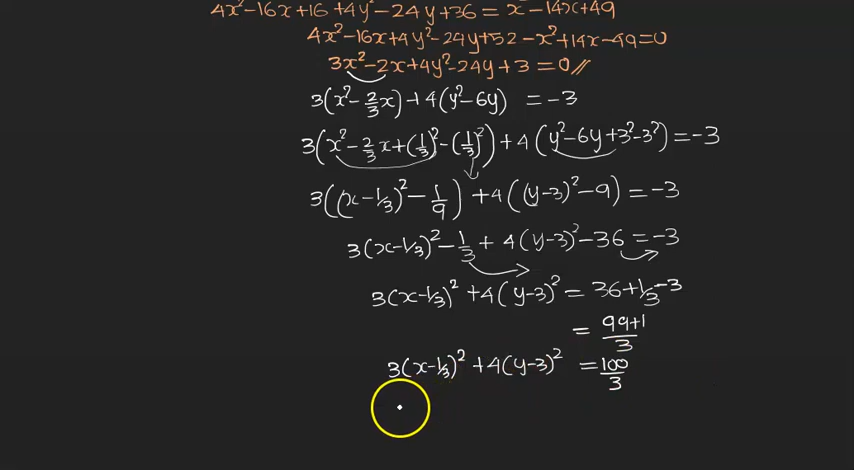 4x²-16x+16+4y²-24y+36 = x²-14x+49
4x²-16x+4y²-24y+52-x²+14x-49=0
3x²-2x+4y²-24y+3=0//
3(x²-2/3x)+4(y²-6y) = -3
3(x²-2/3x+(1/3)²-(1/3)²)+4(y²-6y+3²-3²)=-3
3((x-1/3)²-1/9)+4((y-3)²-9)=-3
3(x-1/3)²-1/3+4(y-3)²-36=-3
3(x-1/3)²+4(y-3)²=36+1/3-3
= 99+1/3
3(x-1/3)²+4(y-3)² = 100/3